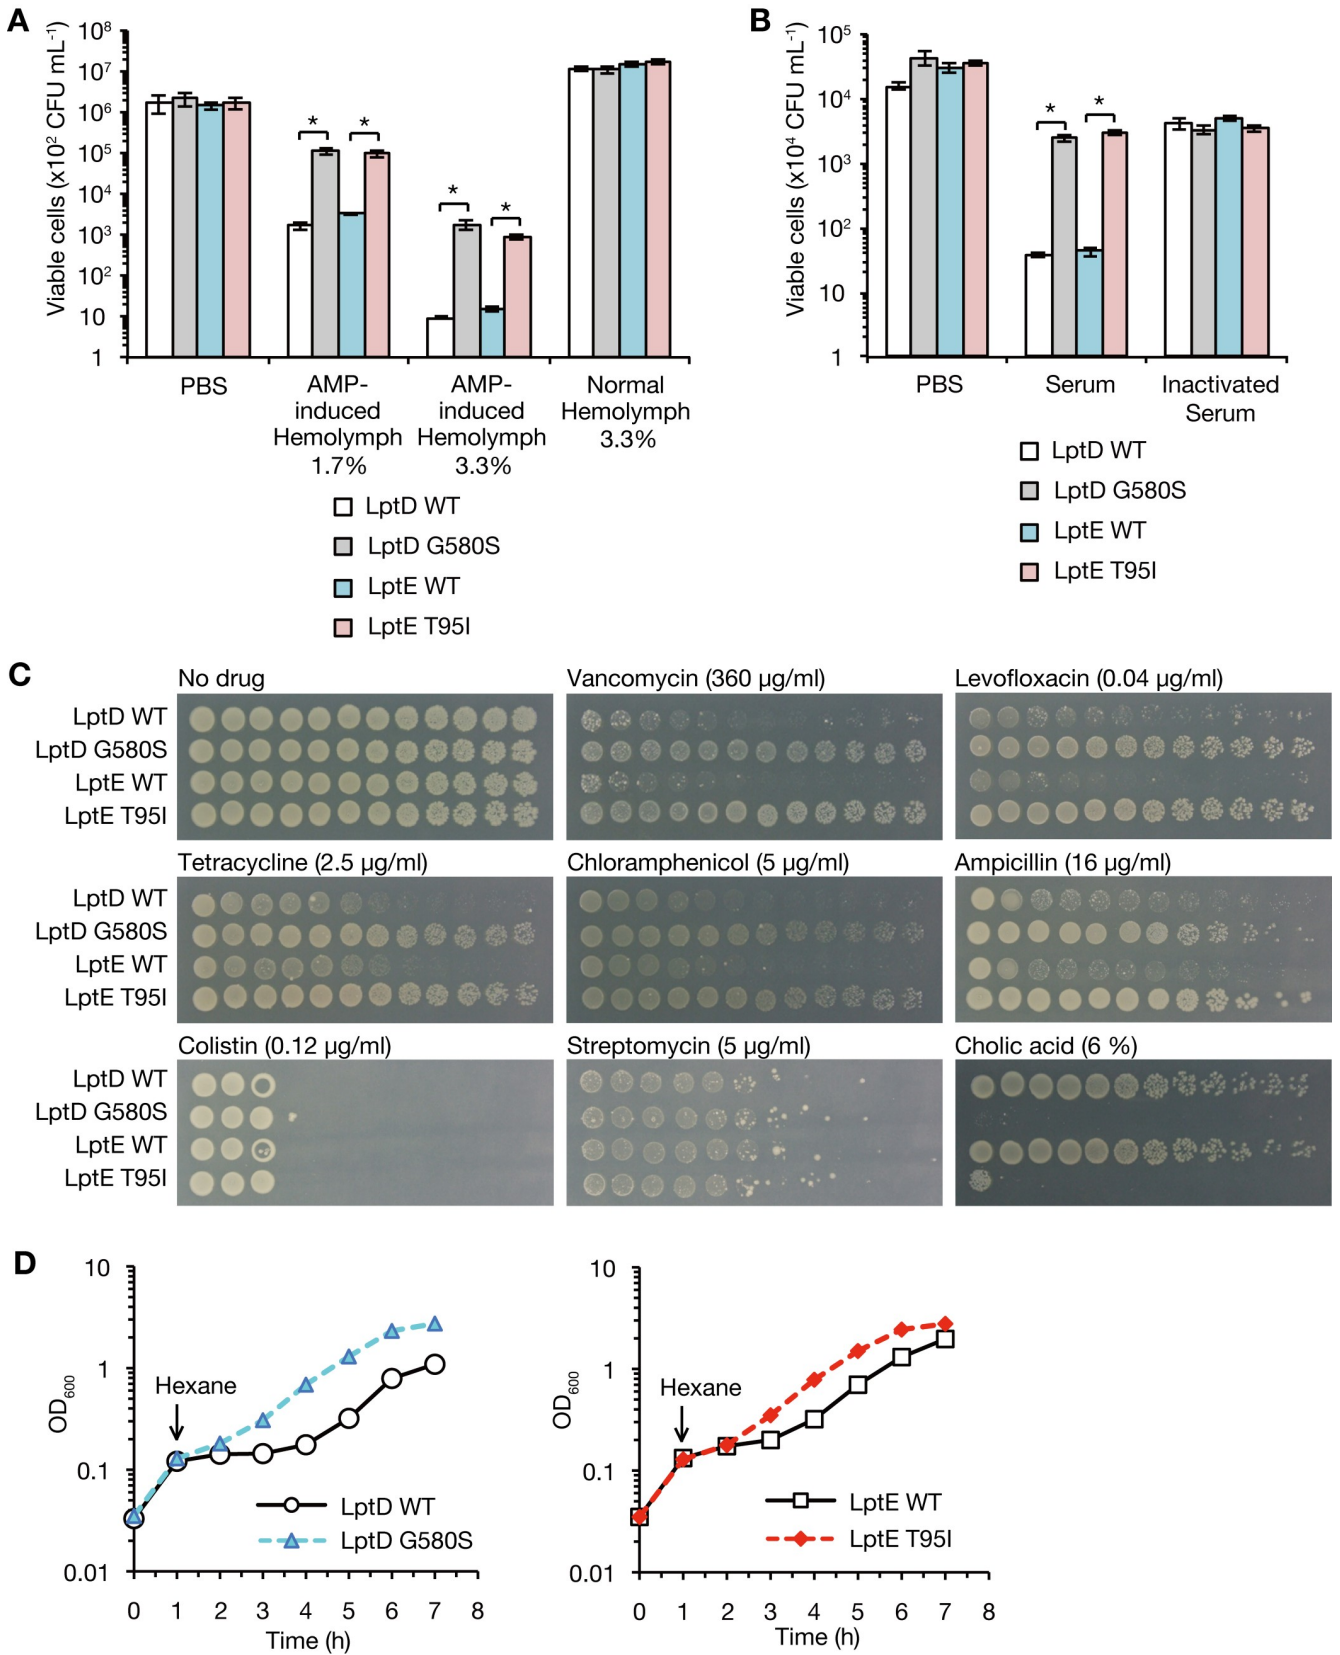 A
Viable cells (x10² CFU mL⁻¹)
10⁸
10⁷
10⁶
10⁵
10⁴
10³
10²
10
1
*
*
*
*
PBS
AMP-
induced
Hemolymph
1.7%
AMP-
induced
Hemolymph
3.3%
Normal
Hemolymph
3.3%
LptD WT
LptD G580S
LptE WT
LptE T95I
B
Viable cells (x10⁴ CFU mL⁻¹)
10⁵
10⁴
10³
10²
10
1
*
*
PBS
Serum
Inactivated
Serum
LptD WT
LptD G580S
LptE WT
LptE T95I
C
No drug
Vancomycin (360 µg/ml)
Levofloxacin (0.04 µg/ml)
LptD WT
LptD G580S
LptE WT
LptE T95I
Tetracycline (2.5 µg/ml)
Chloramphenicol (5 µg/ml)
Ampicillin (16 µg/ml)
LptD WT
LptD G580S
LptE WT
LptE T95I
Colistin (0.12 µg/ml)
Streptomycin (5 µg/ml)
Cholic acid (6 %)
LptD WT
LptD G580S
LptE WT
LptE T95I
D
OD₆₀₀
10
1
0.1
0.01
Hexane
LptD WT
LptD G580S
0 1 2 3 4 5 6 7 8
Time (h)
OD₆₀₀
10
1
0.1
0.01
Hexane
LptE WT
LptE T95I
0 1 2 3 4 5 6 7 8
Time (h)